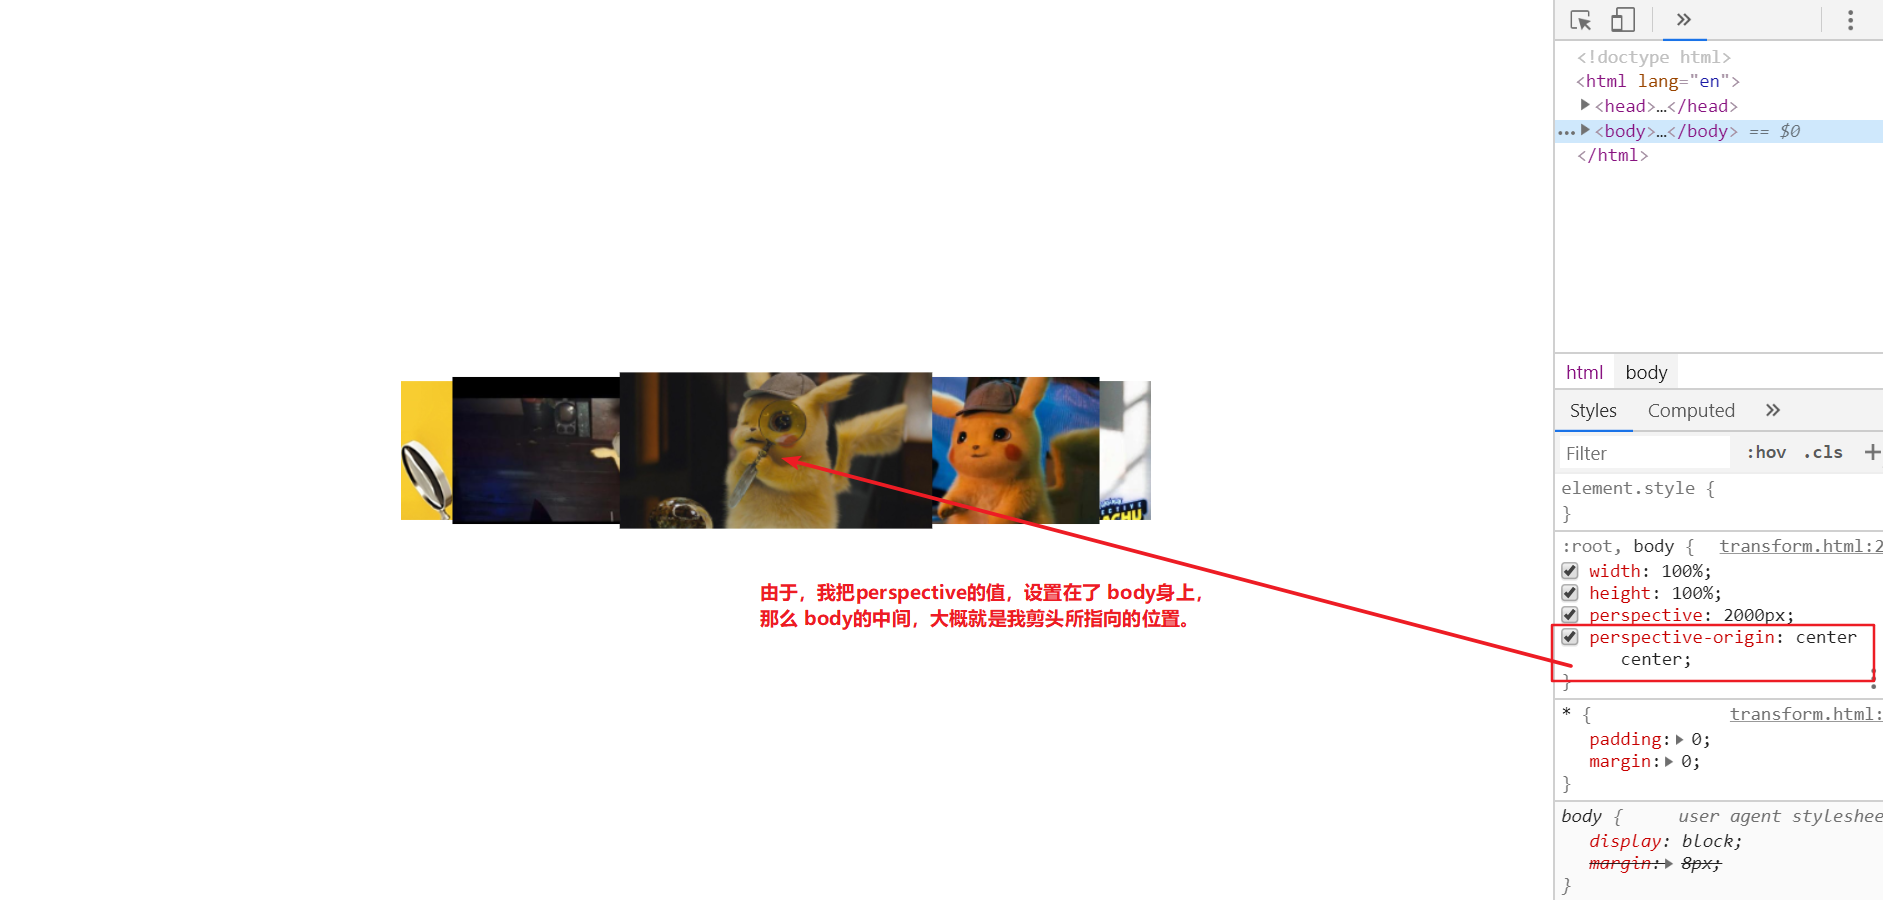 <!doctype html>
<html lang="en">
<head>…</head>
<body>…</body> == $0
</html>
html body
Styles Computed
Filter :hov .cls
element.style {
}
:root, body { transform.html:2
width: 100%;
height: 100%;
perspective: 2000px;
perspective-origin: center
center;
}
* { transform.html:
padding: 0;
margin: 0;
}
body { user agent styleshee
display: block;
margin: 8px;
}
由于，我把perspective的值，设置在了 body身上，
那么 body的中间，大概就是我剪头所指向的位置。